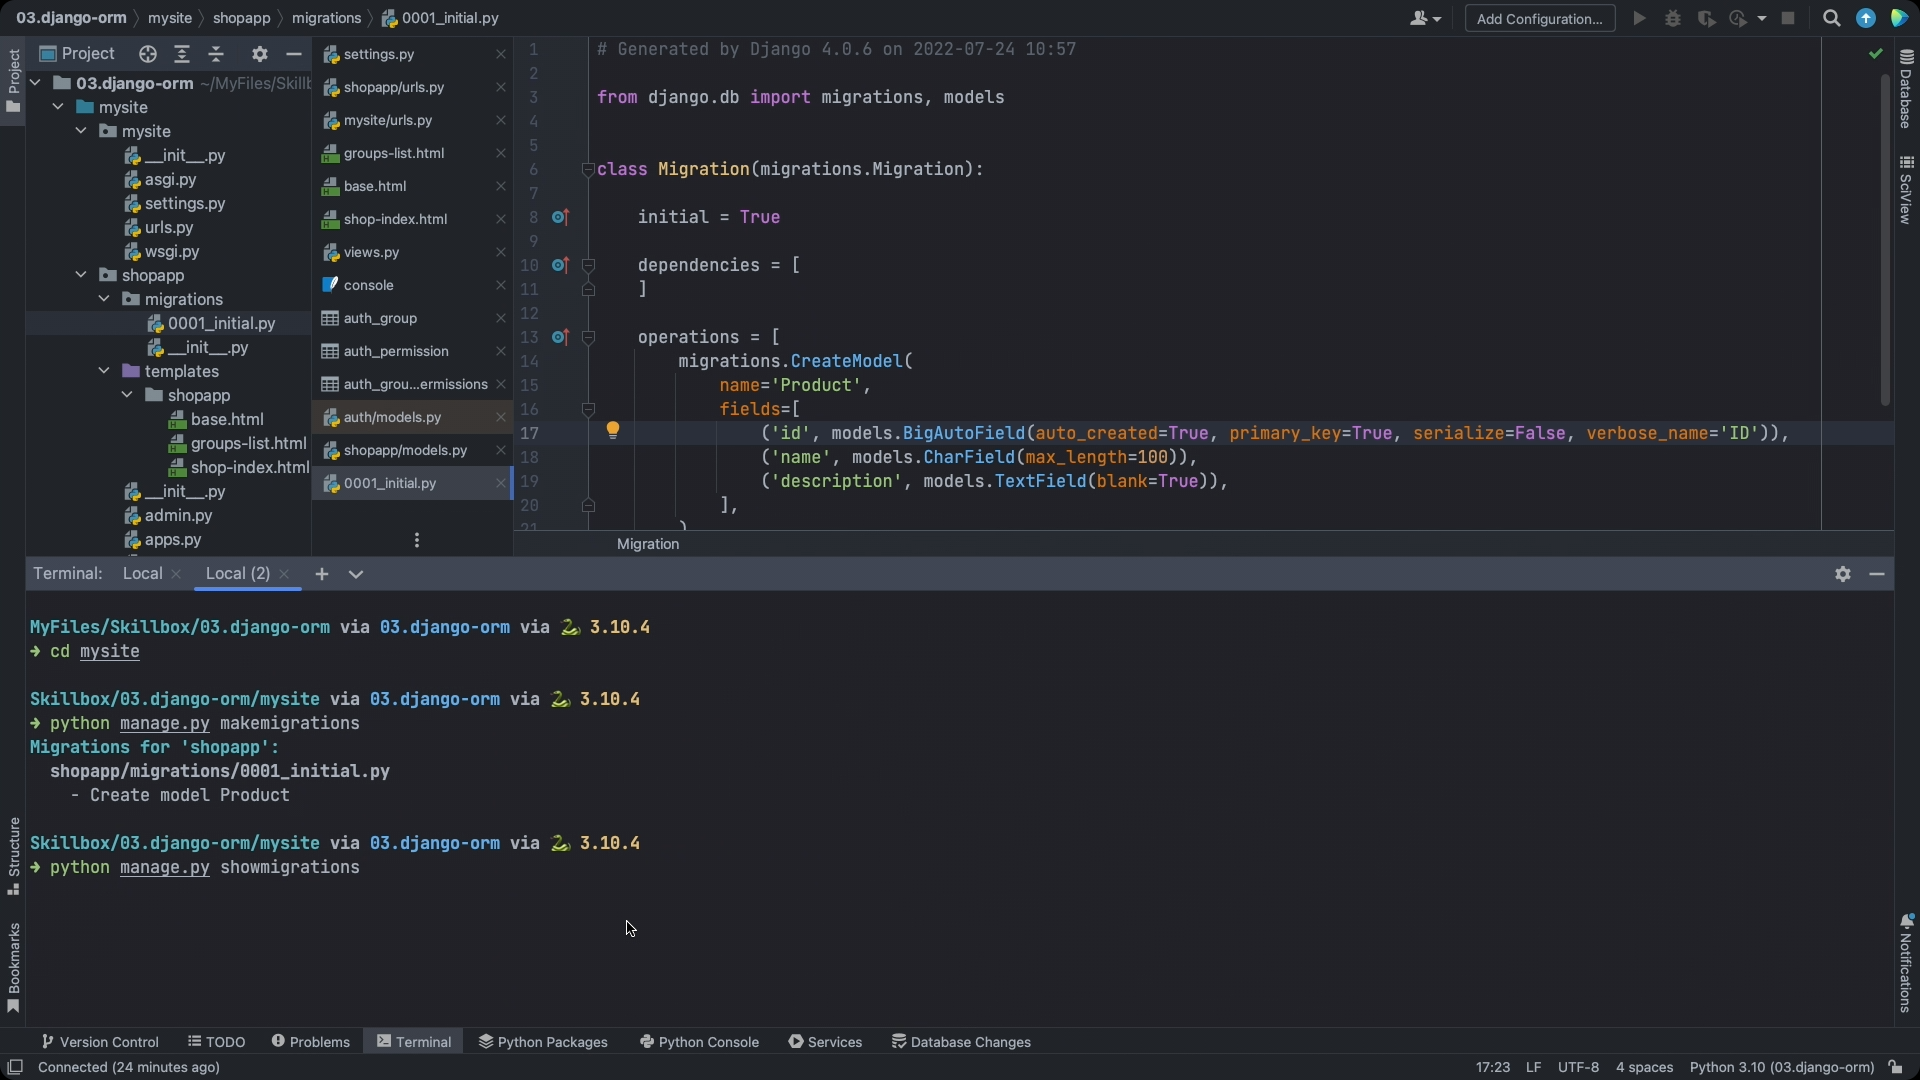 03.django-orm mysite shopapp migrations 0001_initial.py
Add Configuration...
Project
Project
03.django-orm ~/MyFiles/Skill
mysite
mysite
__init__.py
asgi.py
settings.py
urls.py
wsgi.py
shopapp
migrations
0001_initial.py
__init__.py
templates
shopapp
base.html
groups-list.html
shop-index.html
__init__.py
admin.py
apps.py
settings.py
shopapp/urls.py
mysite/urls.py
groups-list.html
base.html
shop-index.html
views.py
console
auth_group
auth_permission
auth_grou...ermissions
auth/models.py
shopapp/models.py
0001_initial.py
1 # Generated by Django 4.0.6 on 2022-07-24 10:57
2
3 from django.db import migrations, models
4
5
6 class Migration(migrations.Migration):
7
8 initial = True
9
10 dependencies = [
11 ]
12
13 operations = [
14 migrations.CreateModel(
15 name='Product',
16 fields=[
17 ('id', models.BigAutoField(auto_created=True, primary_key=True, serialize=False, verbose_name='ID')),
18 ('name', models.CharField(max_length=100)),
19 ('description', models.TextField(blank=True)),
20 ],
21 )
Migration
Database
SciView
Notifications
Terminal: Local Local (2)
MyFiles/Skillbox/03.django-orm via 03.django-orm via 🐍 3.10.4
→ cd mysite
Skillbox/03.django-orm/mysite via 03.django-orm via 🐍 3.10.4
→ python manage.py makemigrations
Migrations for 'shopapp':
shopapp/migrations/0001_initial.py
- Create model Product
Skillbox/03.django-orm/mysite via 03.django-orm via 🐍 3.10.4
→ python manage.py showmigrations
Structure
Bookmarks
Version Control TODO Problems Terminal Python Packages Python Console Services Database Changes
Connected (24 minutes ago) 17:23 LF UTF-8 4 spaces Python 3.10 (03.django-orm)